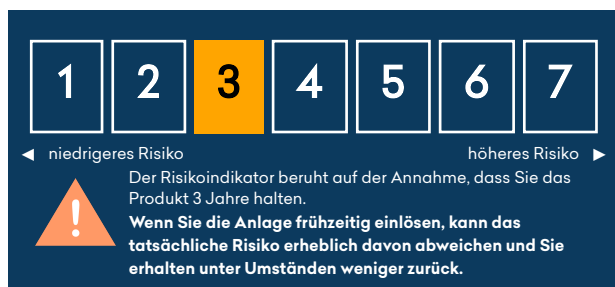 1 2 3 4 5 6 7
◄ niedrigeres Risiko höheres Risiko ►
Der Risikoindikator beruht auf der Annahme, dass Sie das
Produkt 3 Jahre halten.
!
Wenn Sie die Anlage frühzeitig einlösen, kann das
tatsächliche Risiko erheblich davon abweichen und Sie
erhalten unter Umständen weniger zurück.